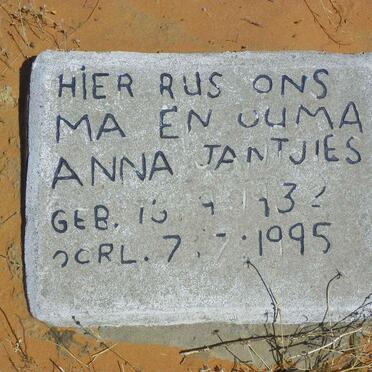 HIER RUS ONS
MA EN OUMA
ANNA JANTJIES
GEB.
OORL. 7.7.1995